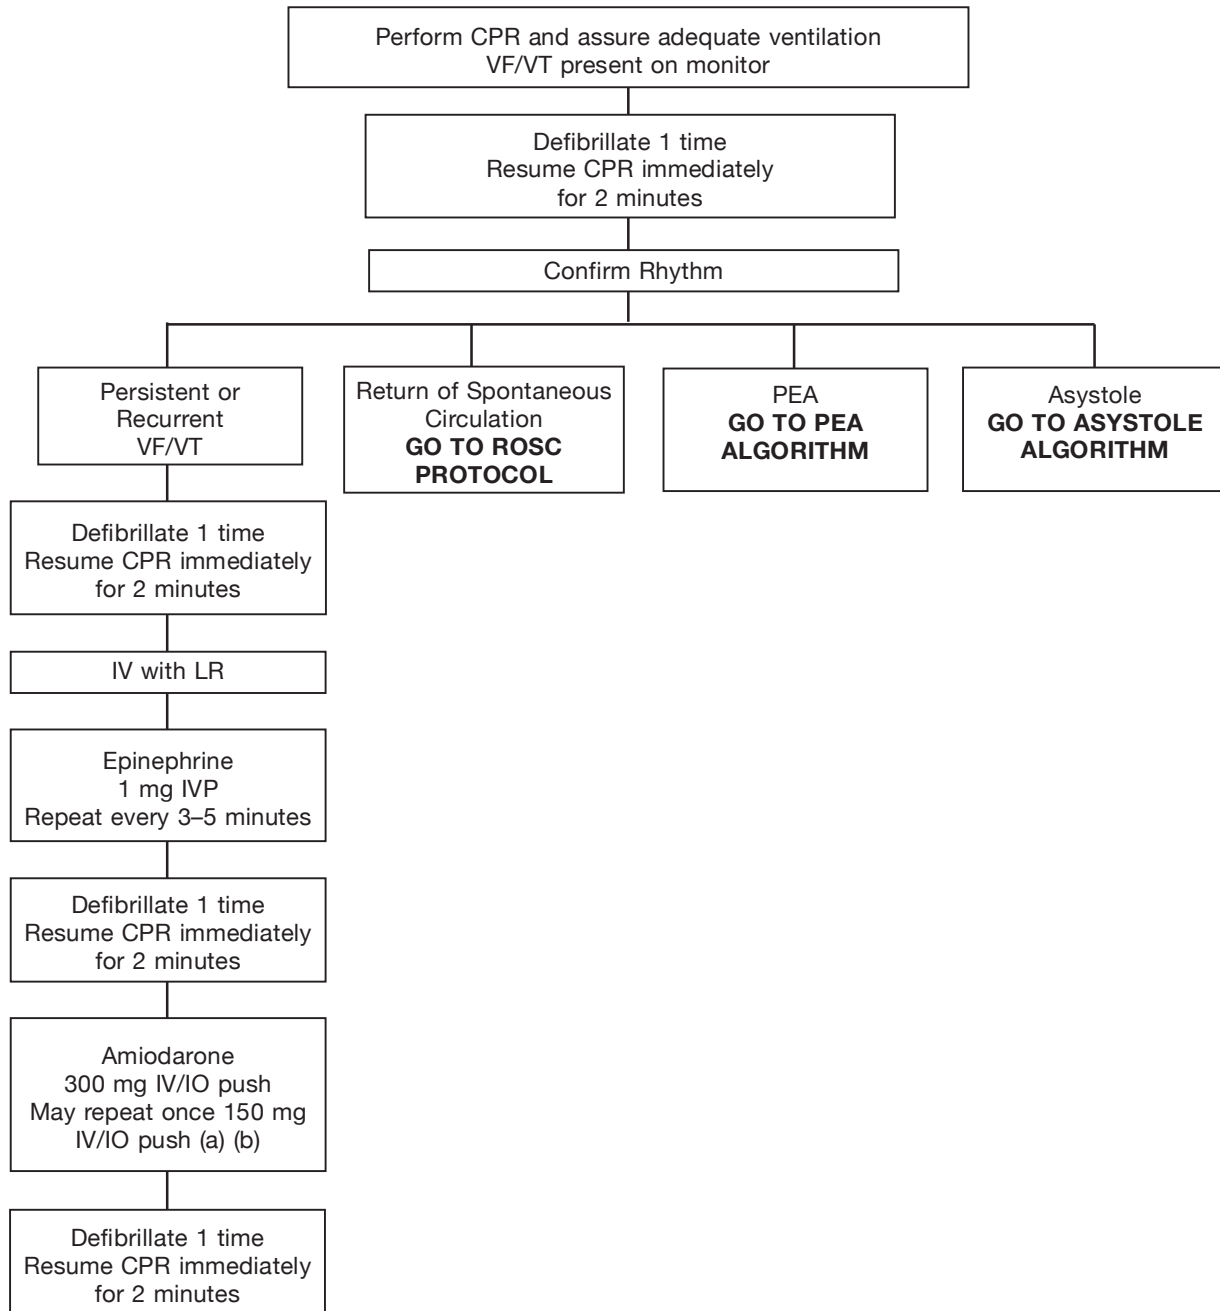 Perform CPR and assure adequate ventilation
VF/VT present on monitor
Defibrillate 1 time
Resume CPR immediately
for 2 minutes
Confirm Rhythm
Persistent or
Recurrent
VF/VT
Return of Spontaneous
Circulation
GO TO ROSC
PROTOCOL
PEA
GO TO PEA
ALGORITHM
Asystole
GO TO ASYSTOLE
ALGORITHM
Defibrillate 1 time
Resume CPR immediately
for 2 minutes
IV with LR
Epinephrine
1 mg IVP
Repeat every 3–5 minutes
Defibrillate 1 time
Resume CPR immediately
for 2 minutes
Amiodarone
300 mg IV/IO push
May repeat once 150 mg
IV/IO push (a) (b)
Defibrillate 1 time
Resume CPR immediately
for 2 minutes